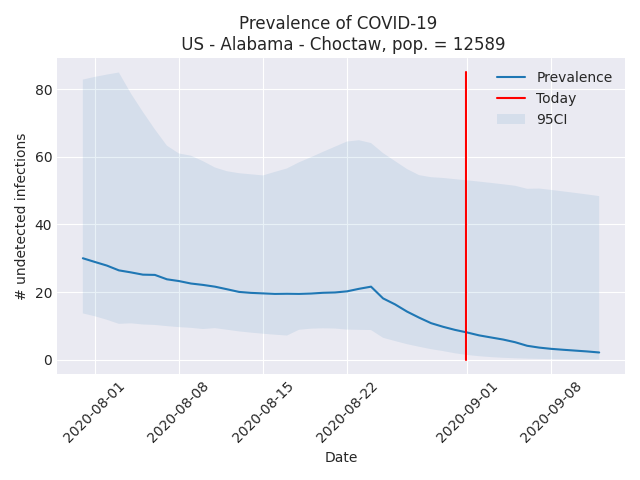 Prevalence of COVID-19
US - Alabama - Choctaw, pop. = 12589
Prevalence
Today
95CI
# undetected infections
80
60
40
20
0
2020-08-01
2020-08-08
2020-08-15
2020-08-22
2020-09-01
2020-09-08
Date